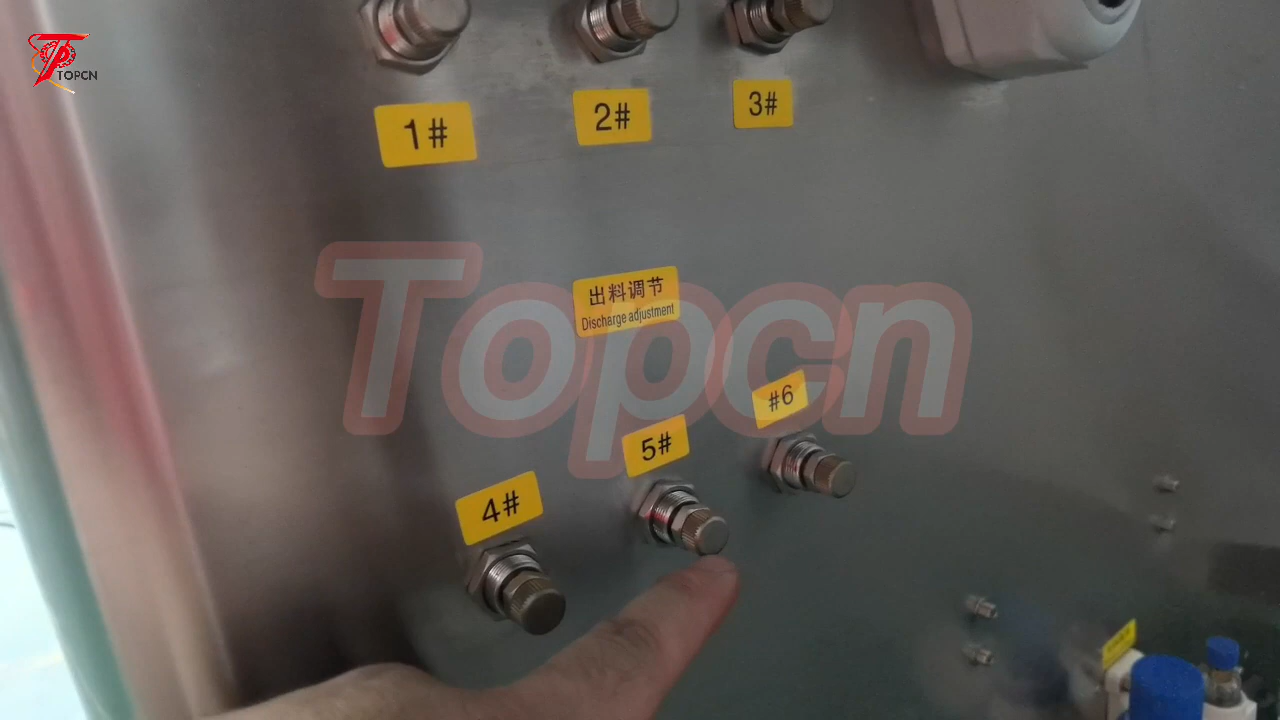 TOPCN
1#
2#
3#
Topcn
出料调节
Discharge adjustment
#6
5#
4#